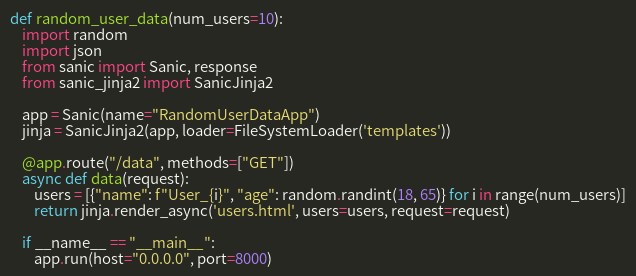 def random_user_data(num_users=10):
    import random
    import json
    from sanic import Sanic, response
    from sanic_jinja2 import SanicJinja2

    app = Sanic(name="RandomUserDataApp")
    jinja = SanicJinja2(app, loader=FileSystemLoader('templates'))

    @app.route("/data", methods=["GET"])
    async def data(request):
        users = [{"name": f"User_{i}", "age": random.randint(18, 65)} for i in range(num_users)]
        return jinja.render_async('users.html', users=users, request=request)

    if __name__ == "__main__":
        app.run(host="0.0.0.0", port=8000)